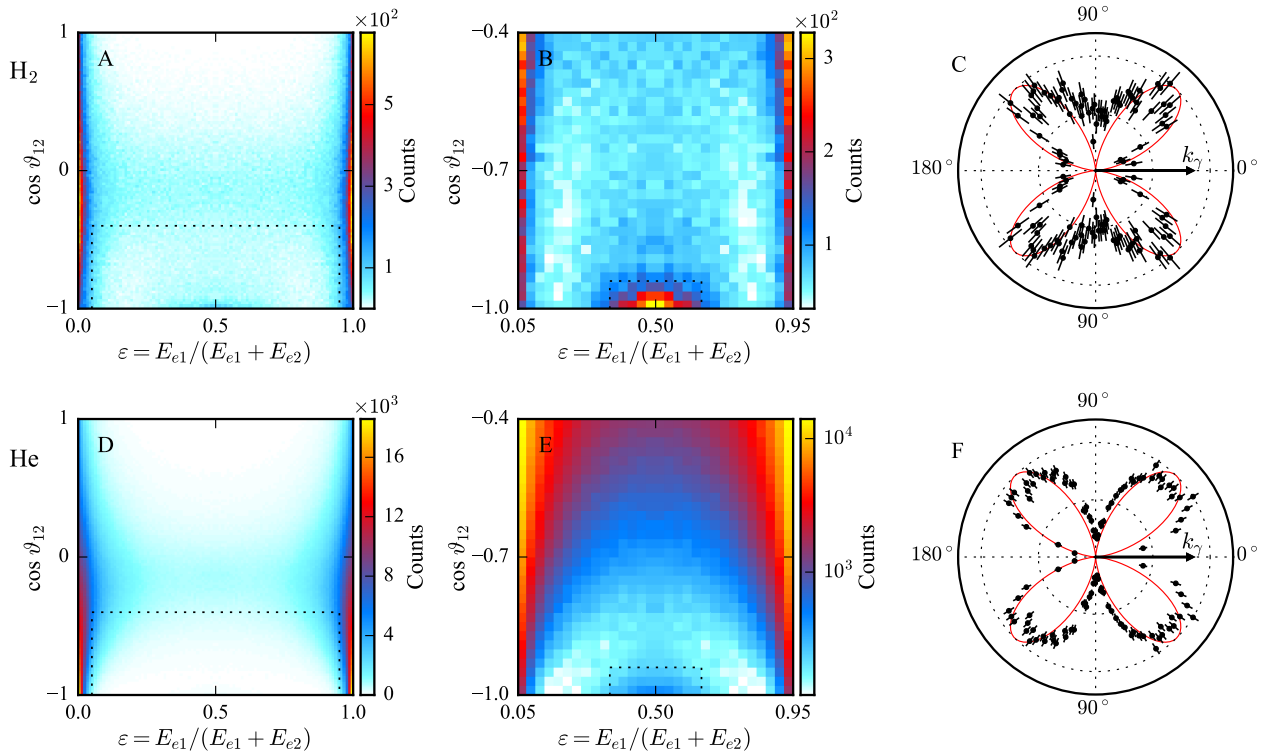 H₂
A
×10²
1
0
−1
0.0
0.5
1.0
cos ϑ₁₂
ε = E_e1/(E_e1 + E_e2)
5
3
1
Counts
B
×10²
−0.4
−0.7
−1.0
0.05
0.50
0.95
cos ϑ₁₂
ε = E_e1/(E_e1 + E_e2)
3
2
1
Counts
C
90°
180°
k_γ
0°
90°
He
D
×10³
1
0
−1
0.0
0.5
1.0
cos ϑ₁₂
ε = E_e1/(E_e1 + E_e2)
16
12
8
4
0
Counts
E
−0.4
−0.7
−1.0
0.05
0.50
0.95
cos ϑ₁₂
ε = E_e1/(E_e1 + E_e2)
10⁴
10³
Counts
F
90°
180°
k_γ
0°
90°